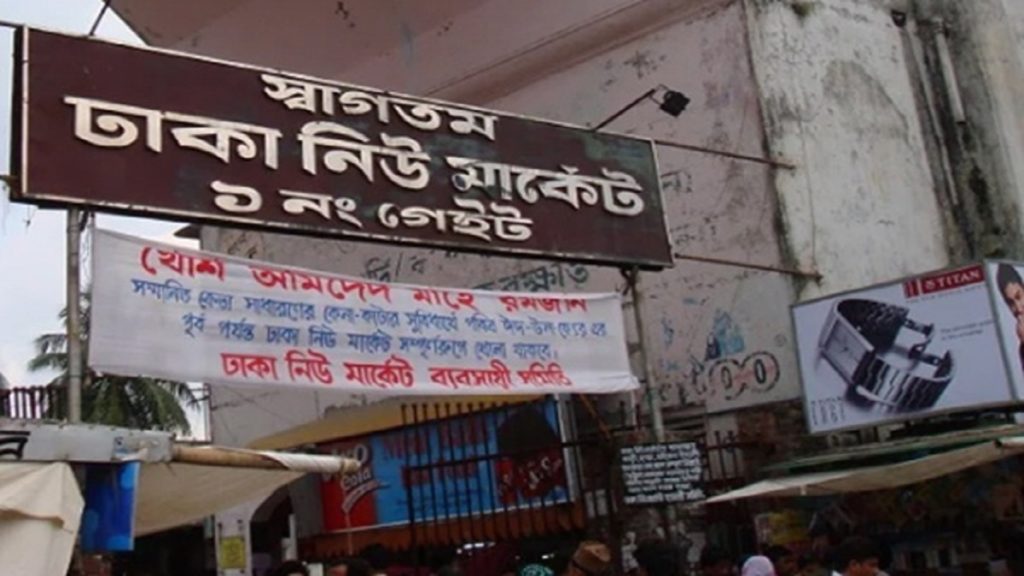 স্বাগতম
ঢাকা নিউ মার্কেট
১ নং গেইট
খোশ আমদেদ মাহে রমজান
সম্মানিত ক্রেতা সাধারণের কেনা-কাটার সুবিধার্থে পবিত্র ঈদ-উল-ফেতর এর
পূর্ব পর্যন্ত ঢাকা নিউ মার্কেট সম্পূর্ণরূপে খোলা থাকবে।
ঢাকা নিউ মার্কেট ব্যবসায়ী সমিতি
TITAN